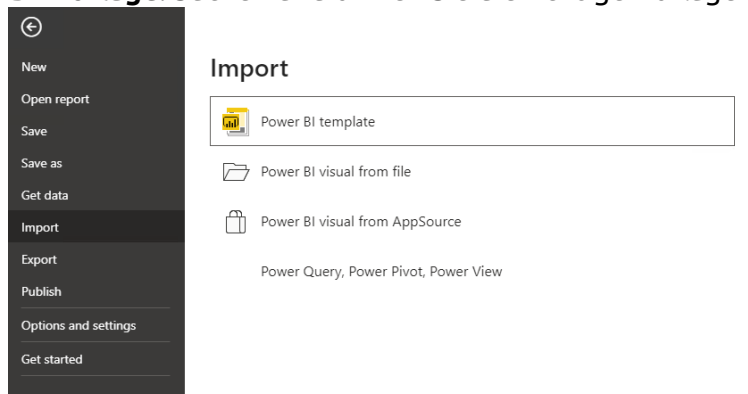 New
Open report
Save
Save as
Get data
Import
Export
Publish
Options and settings
Get started
Import
Power BI template
Power BI visual from file
Power BI visual from AppSource
Power Query, Power Pivot, Power View